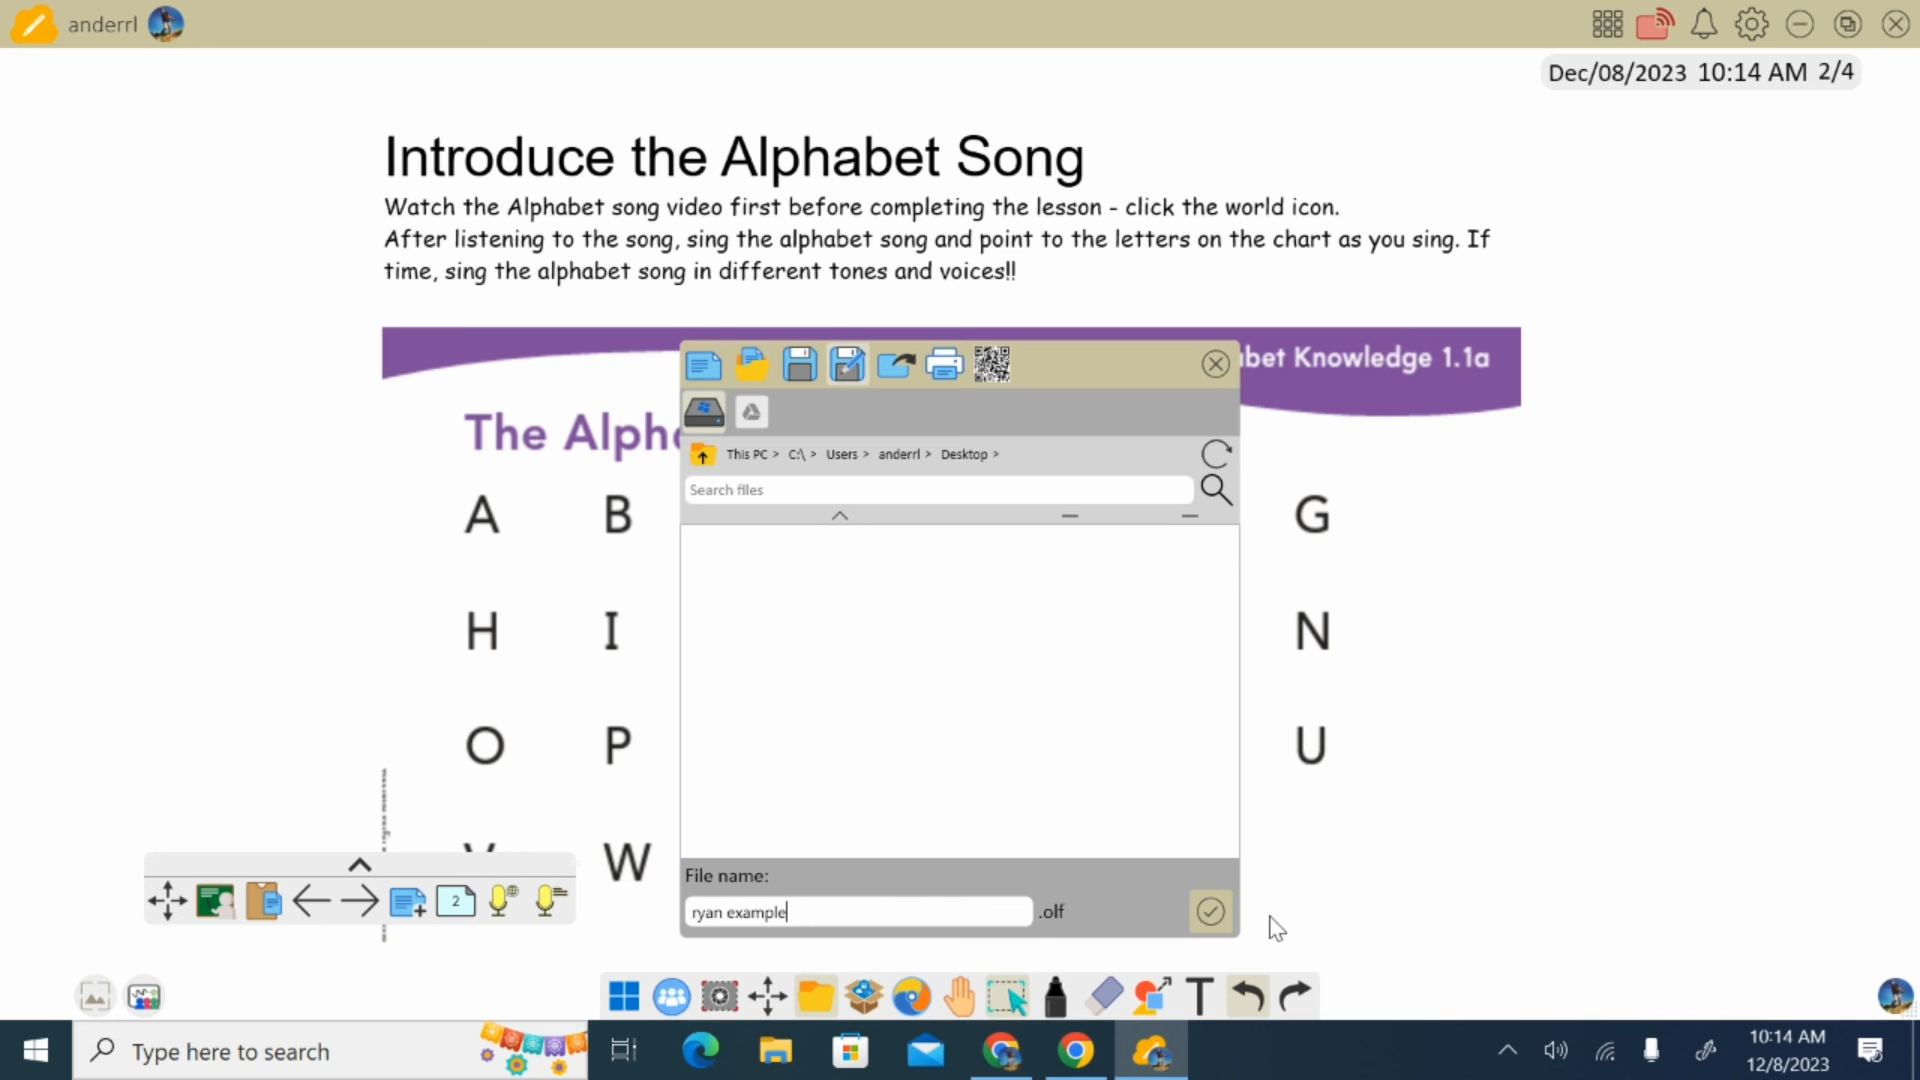 anderrl
Dec/08/2023 10:14 AM 2/4
Introduce the Alphabet Song
Watch the Alphabet song video first before completing the lesson - click the world icon.
After listening to the song, sing the alphabet song and point to the letters on the chart as you sing. If
time, sing the alphabet song in different tones and voices!!
bet Knowledge 1.1a
The Alph
This PC > C:\ > Users > anderrl > Desktop >
Search files
A B G
H I N
O P U
V W
File name:
ryan example .olf
2
T
Type here to search
10:14 AM
12/8/2023